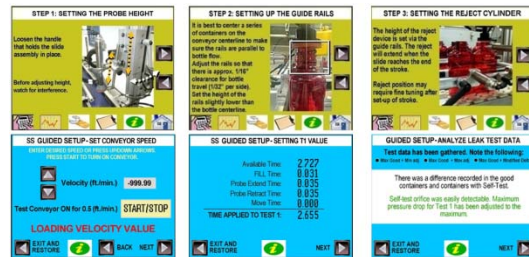 STEP 1: SETTING THE PROBE HEIGHT
Loosen the handle
that holds the slide
assembly in place.
Before adjusting height,
watch for interference.
STEP 2: SETTING UP THE GUIDE RAILS
It is best to center a series
of containers on the
conveyor centerline to make
sure the rails are parallel to
bottle flow.
Adjust the rails so that
there is approx. 1/16"
clearance for bottle
travel (1/32" per side).
Set the height of the
rails slightly lower than
the bottle centerline.
STEP 3: SETTING THE REJECT CYLINDER
The height of the reject
device is set via the
guide rails. The reject
will extend when the
slide reaches the end
of the stroke.
Reject position may
require fine tuning after
set-up of stroke.
SS GUIDED SETUP-SET CONVEYOR SPEED
ENTER DESIRED SPEED OR PRESS UP/DOWN ARROWS.
PRESS START TO TURN ON CONVEYOR.
Velocity (ft./min.) -999.99
Test Conveyor ON for 0.5 (ft./min.) START/STOP
LOADING VELOCITY VALUE
EXIT AND
RESTORE
BACK NEXT
SS GUIDED SETUP-SETTING T1 VALUE
Available Time: 2.727
FILL Time: 0.031
Probe Extend Time: 0.035
Probe Retract Time: 0.035
Move Time: 0.000
TIME APPLIED TO TEST 1: 2.655
EXIT AND
RESTORE
NEXT
GUIDED SETUP-ANALYZE LEAK TEST DATA
Test data has been gathered. Note the following:
There was a difference recorded in the good
containers and containers with Self-Test.
Self-test orifice was easily detectable. Maximum
pressure drop for Test 1 has been adjusted to the
maximum.
EXIT AND
RESTORE
NEXT